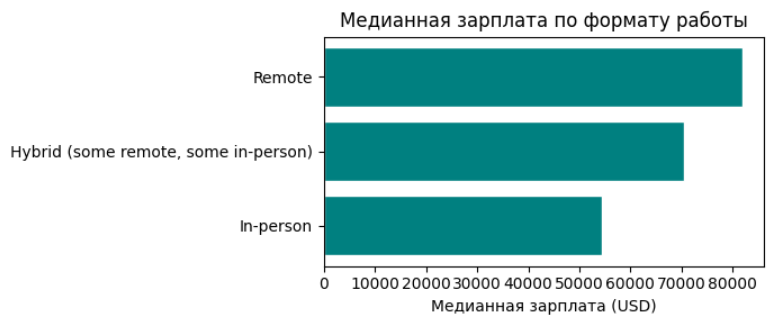 Медианная зарплата по формату работы
Remote
Hybrid (some remote, some in-person)
In-person
0 10000 20000 30000 40000 50000 60000 70000 80000
Медианная зарплата (USD)